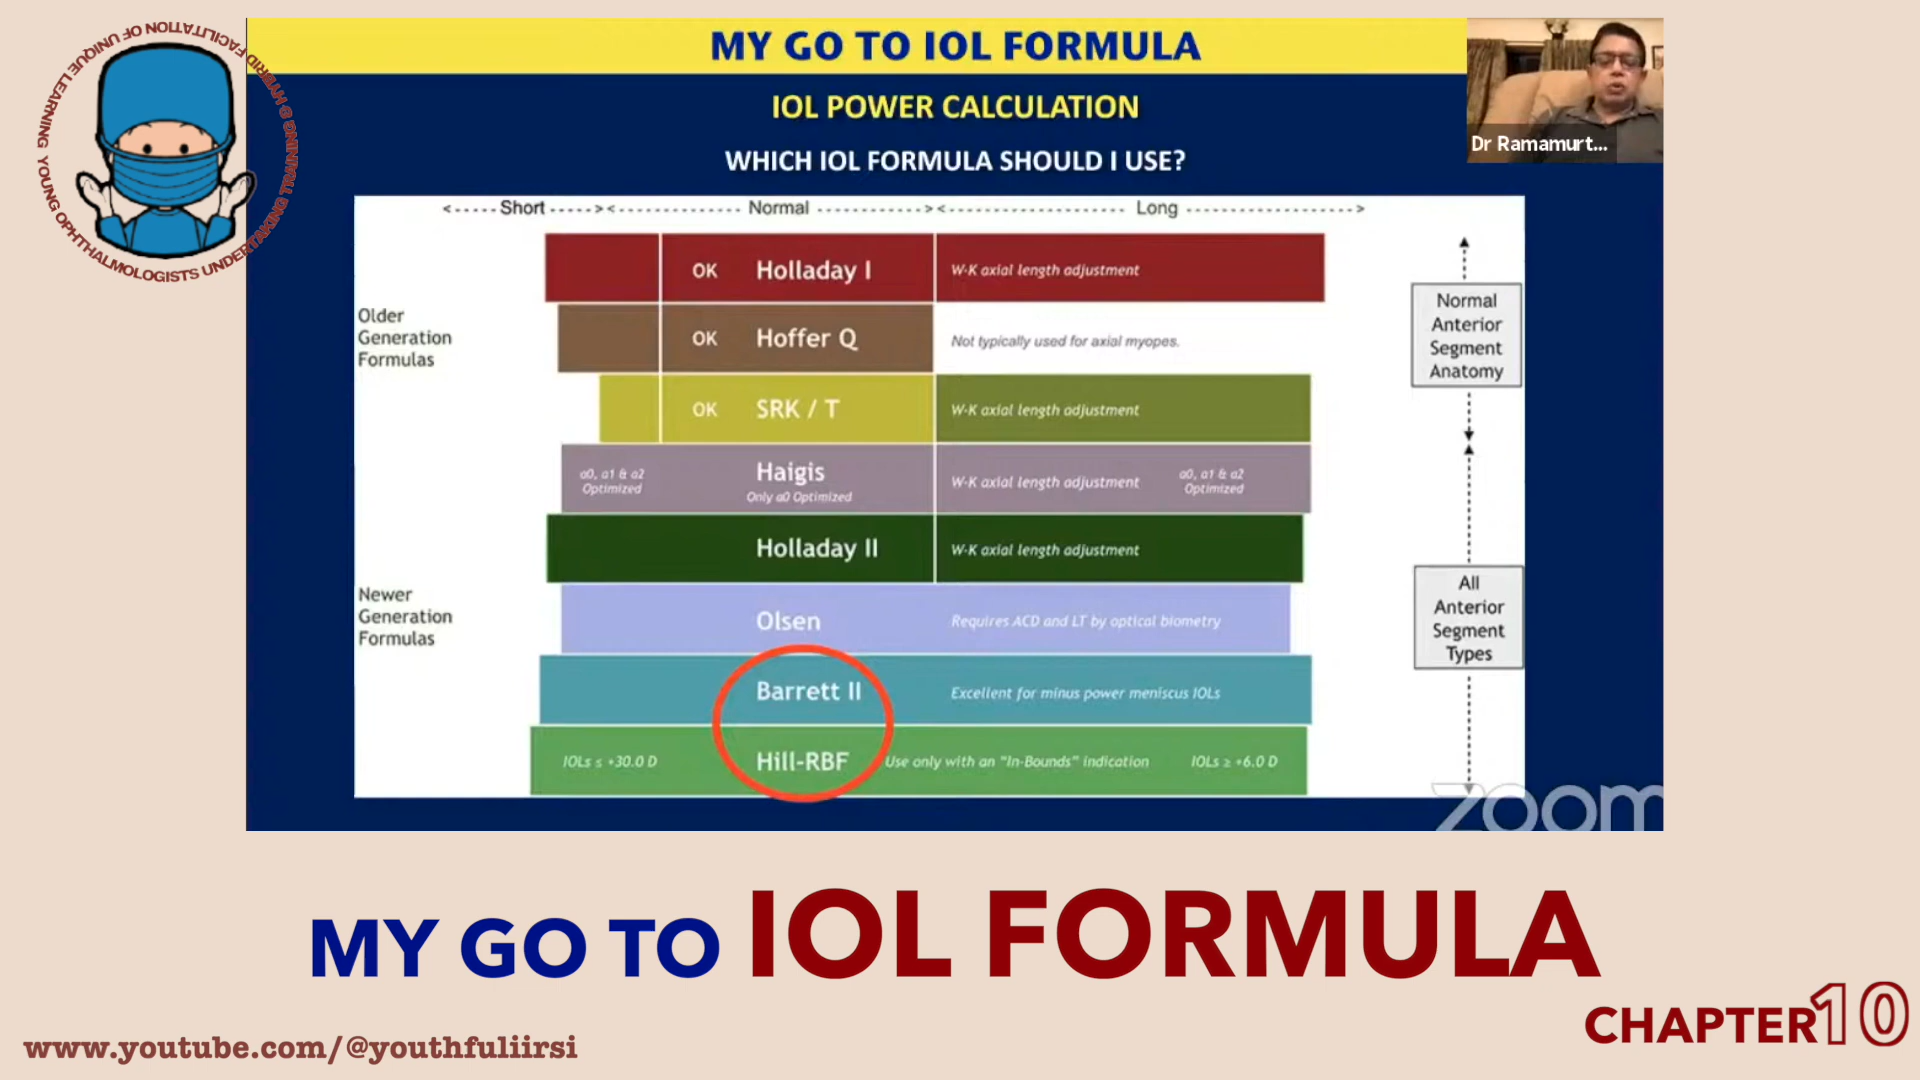 YOUNG OPHTHALMOLOGISTS UNDERTAKING TRAINING & HYBRID FACILITATION OF UNIQUE LEARNING
MY GO TO IOL FORMULA
IOL POWER CALCULATION
WHICH IOL FORMULA SHOULD I USE?
Dr Ramamurt...
<-----Short----->
<------------ Normal ------------>
<------------------ Long ------------------>
Older
Generation
Formulas
OK Holladay I W-K axial length adjustment
OK Hoffer Q Not typically used for axial myopes.
OK SRK / T W-K axial length adjustment
a0, a1 & a2
Optimized
Haigis
Only a0 Optimized
W-K axial length adjustment
a0, a1 & a2
Optimized
Holladay II W-K axial length adjustment
Newer
Generation
Formulas
Olsen Requires ACD and LT by optical biometry
Barrett II Excellent for minus power meniscus IOLs
IOLs ≤ +30.0 D Hill-RBF Use only with an "In-Bounds" indication IOLs ≥ +6.0 D
Normal
Anterior
Segment
Anatomy
All
Anterior
Segment
Types
zoom
MY GO TO IOL FORMULA
CHAPTER10
www.youtube.com/@youthfuliirsi